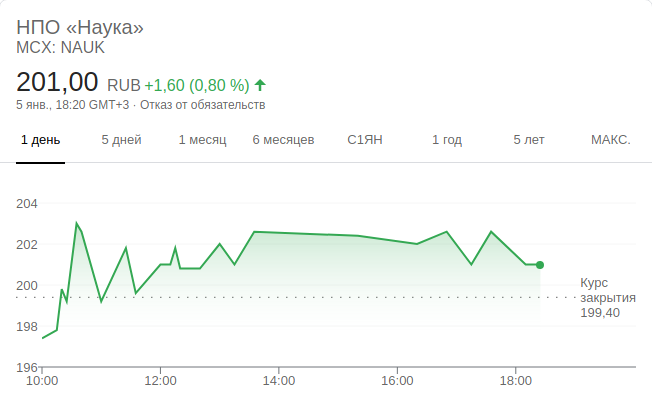 НПО «Наука»
MCX: NAUK
201,00 RUB +1,60 (0,80 %)
5 янв., 18:20 GMT+3 · Отказ от обязательств
1 день 5 дней 1 месяц 6 месяцев С1ЯН 1 год 5 лет МАКС.
204
202
200
198
196
Курс
закрытия
199,40
10:00 12:00 14:00 16:00 18:00